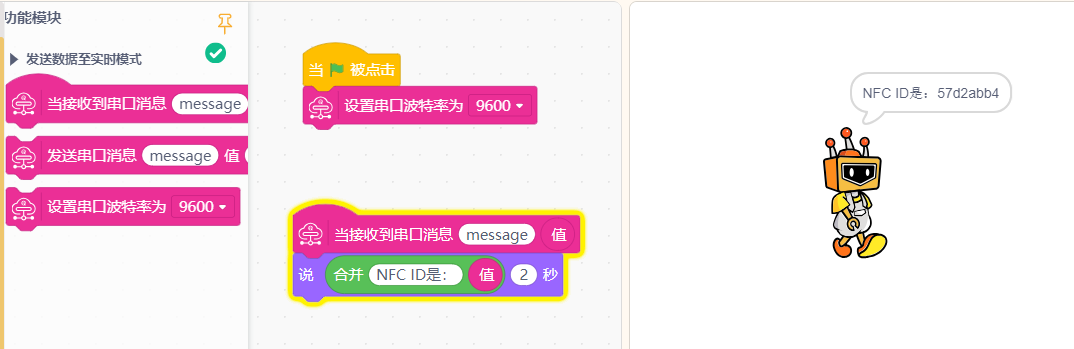 功能模块
发送数据至实时模式
当接收到串口消息 message
发送串口消息 message 值
设置串口波特率为 9600
当 被点击
设置串口波特率为 9600
当接收到串口消息 message 值
说 合并 NFC ID是： 值 2 秒
NFC ID是：57d2abb4